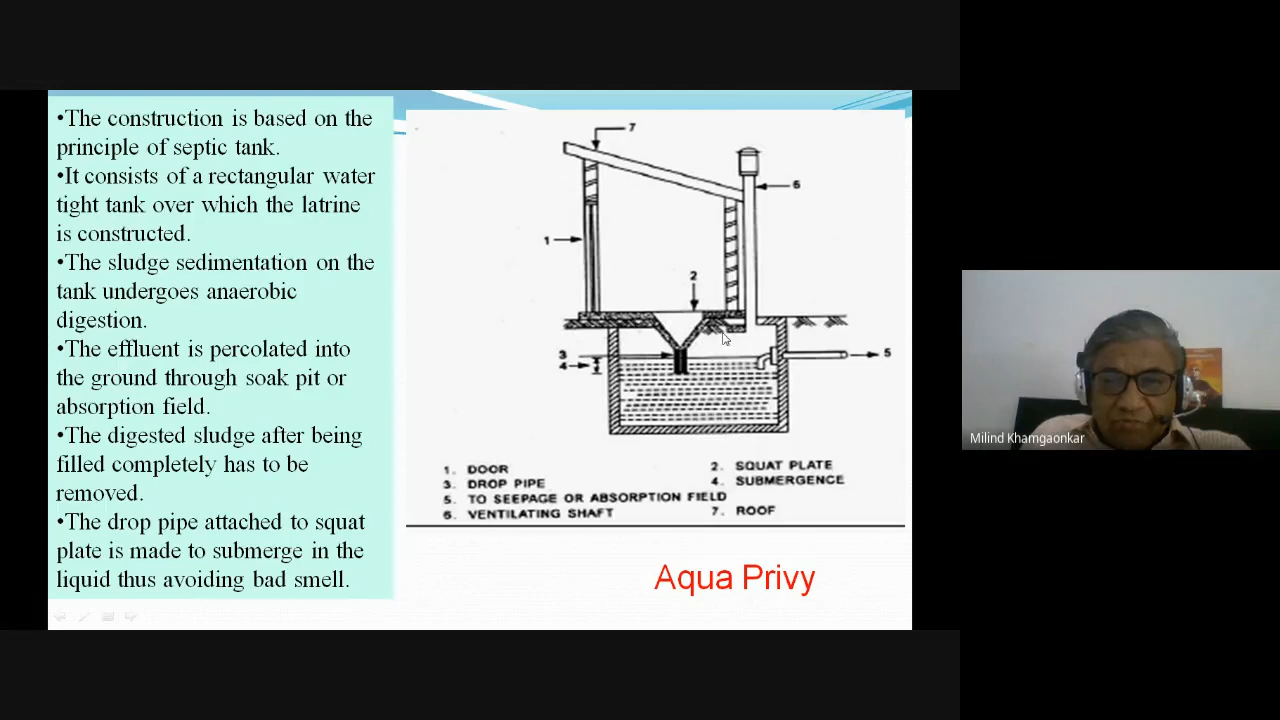 •The construction is based on the
principle of septic tank.
•It consists of a rectangular water
tight tank over which the latrine
is constructed.
•The sludge sedimentation on the
tank undergoes anaerobic
digestion.
•The effluent is percolated into
the ground through soak pit or
absorption field.
•The digested sludge after being
filled completely has to be
removed.
•The drop pipe attached to squat
plate is made to submerge in the
liquid thus avoiding bad smell.
7
6
1
2
3
4
5
1. DOOR
2. SQUAT PLATE
3. DROP PIPE
4. SUBMERGENCE
5. TO SEEPAGE OR ABSORPTION FIELD
6. VENTILATING SHAFT
7. ROOF
Aqua Privy
Milind Khamgaonkar